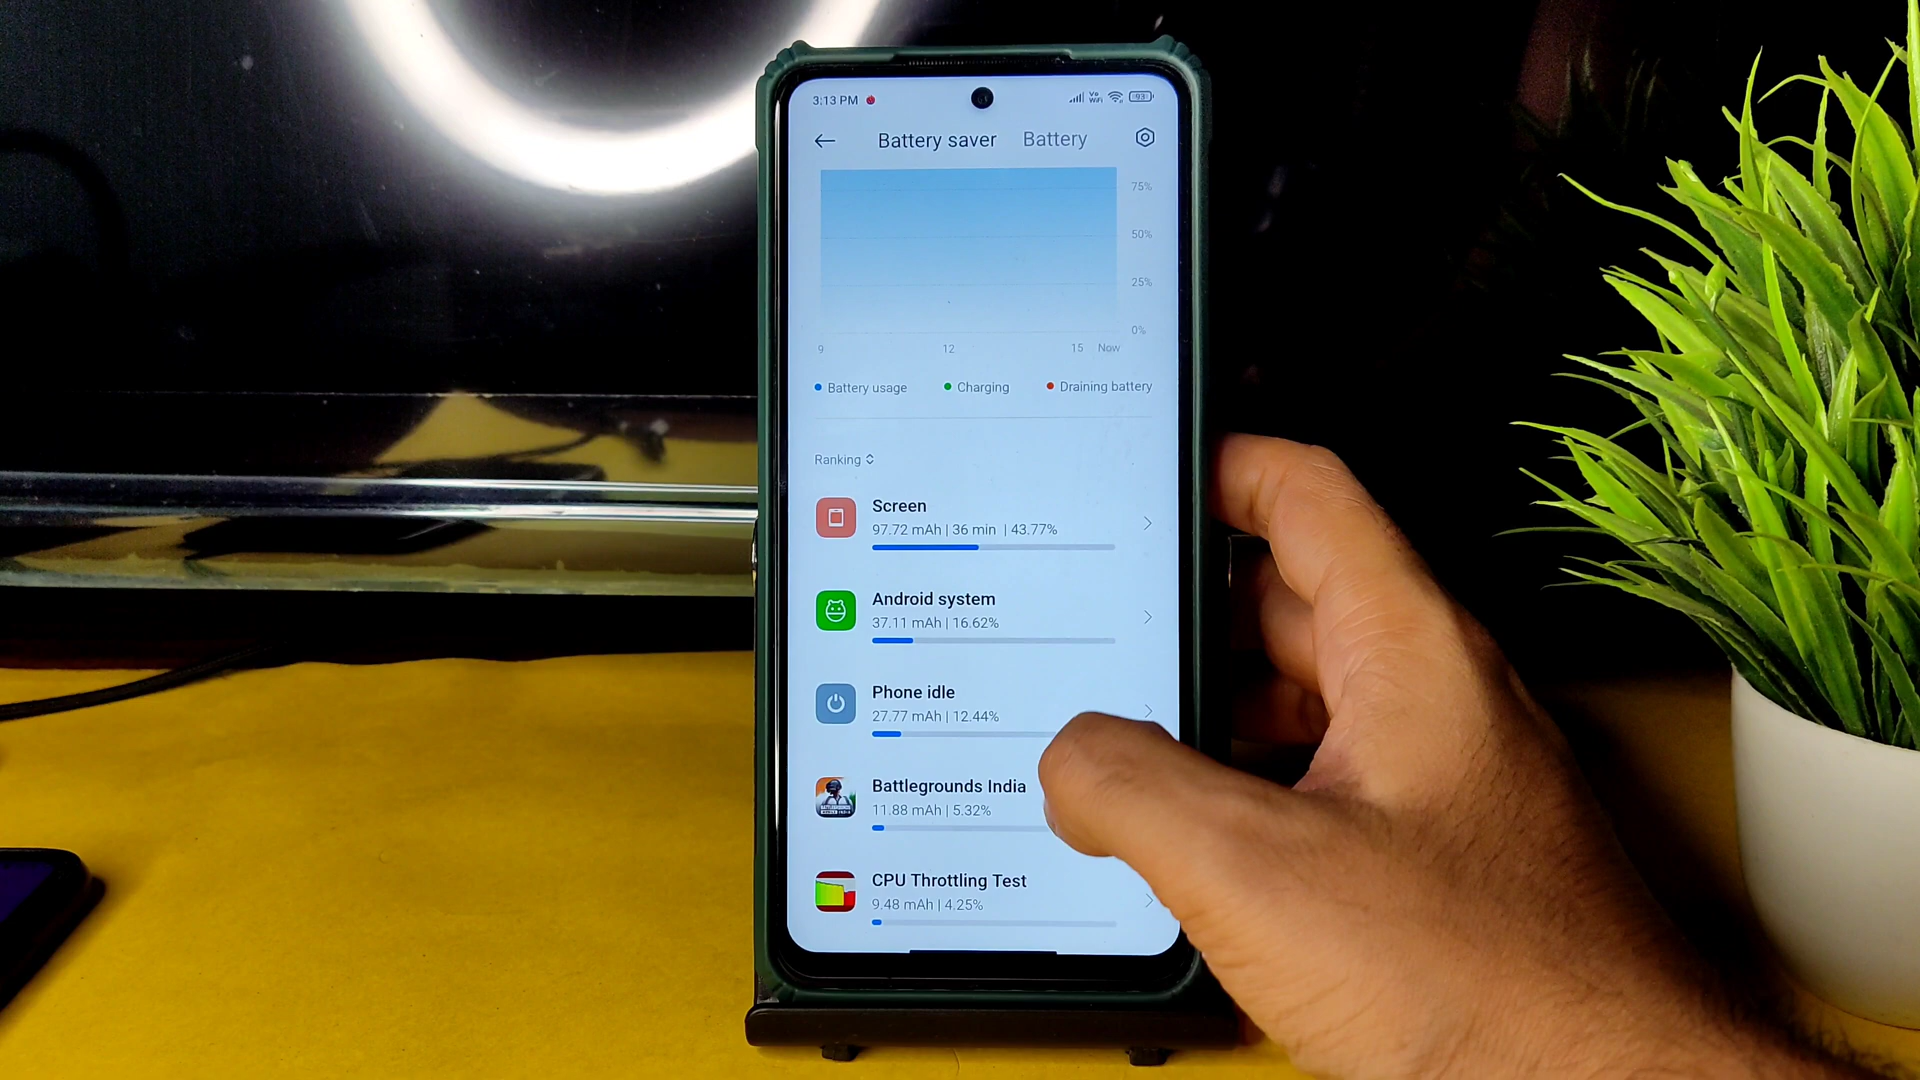 3:13 PM
Vo WiFi
93
Battery saver Battery
75%
50%
25%
0%
9 12 15 Now
Battery usage Charging Draining battery
Ranking
Screen
97.72 mAh | 36 min | 43.77%
Android system
37.11 mAh | 16.62%
Phone idle
27.77 mAh | 12.44%
Battlegrounds India
11.88 mAh | 5.32%
CPU Throttling Test
9.48 mAh | 4.25%